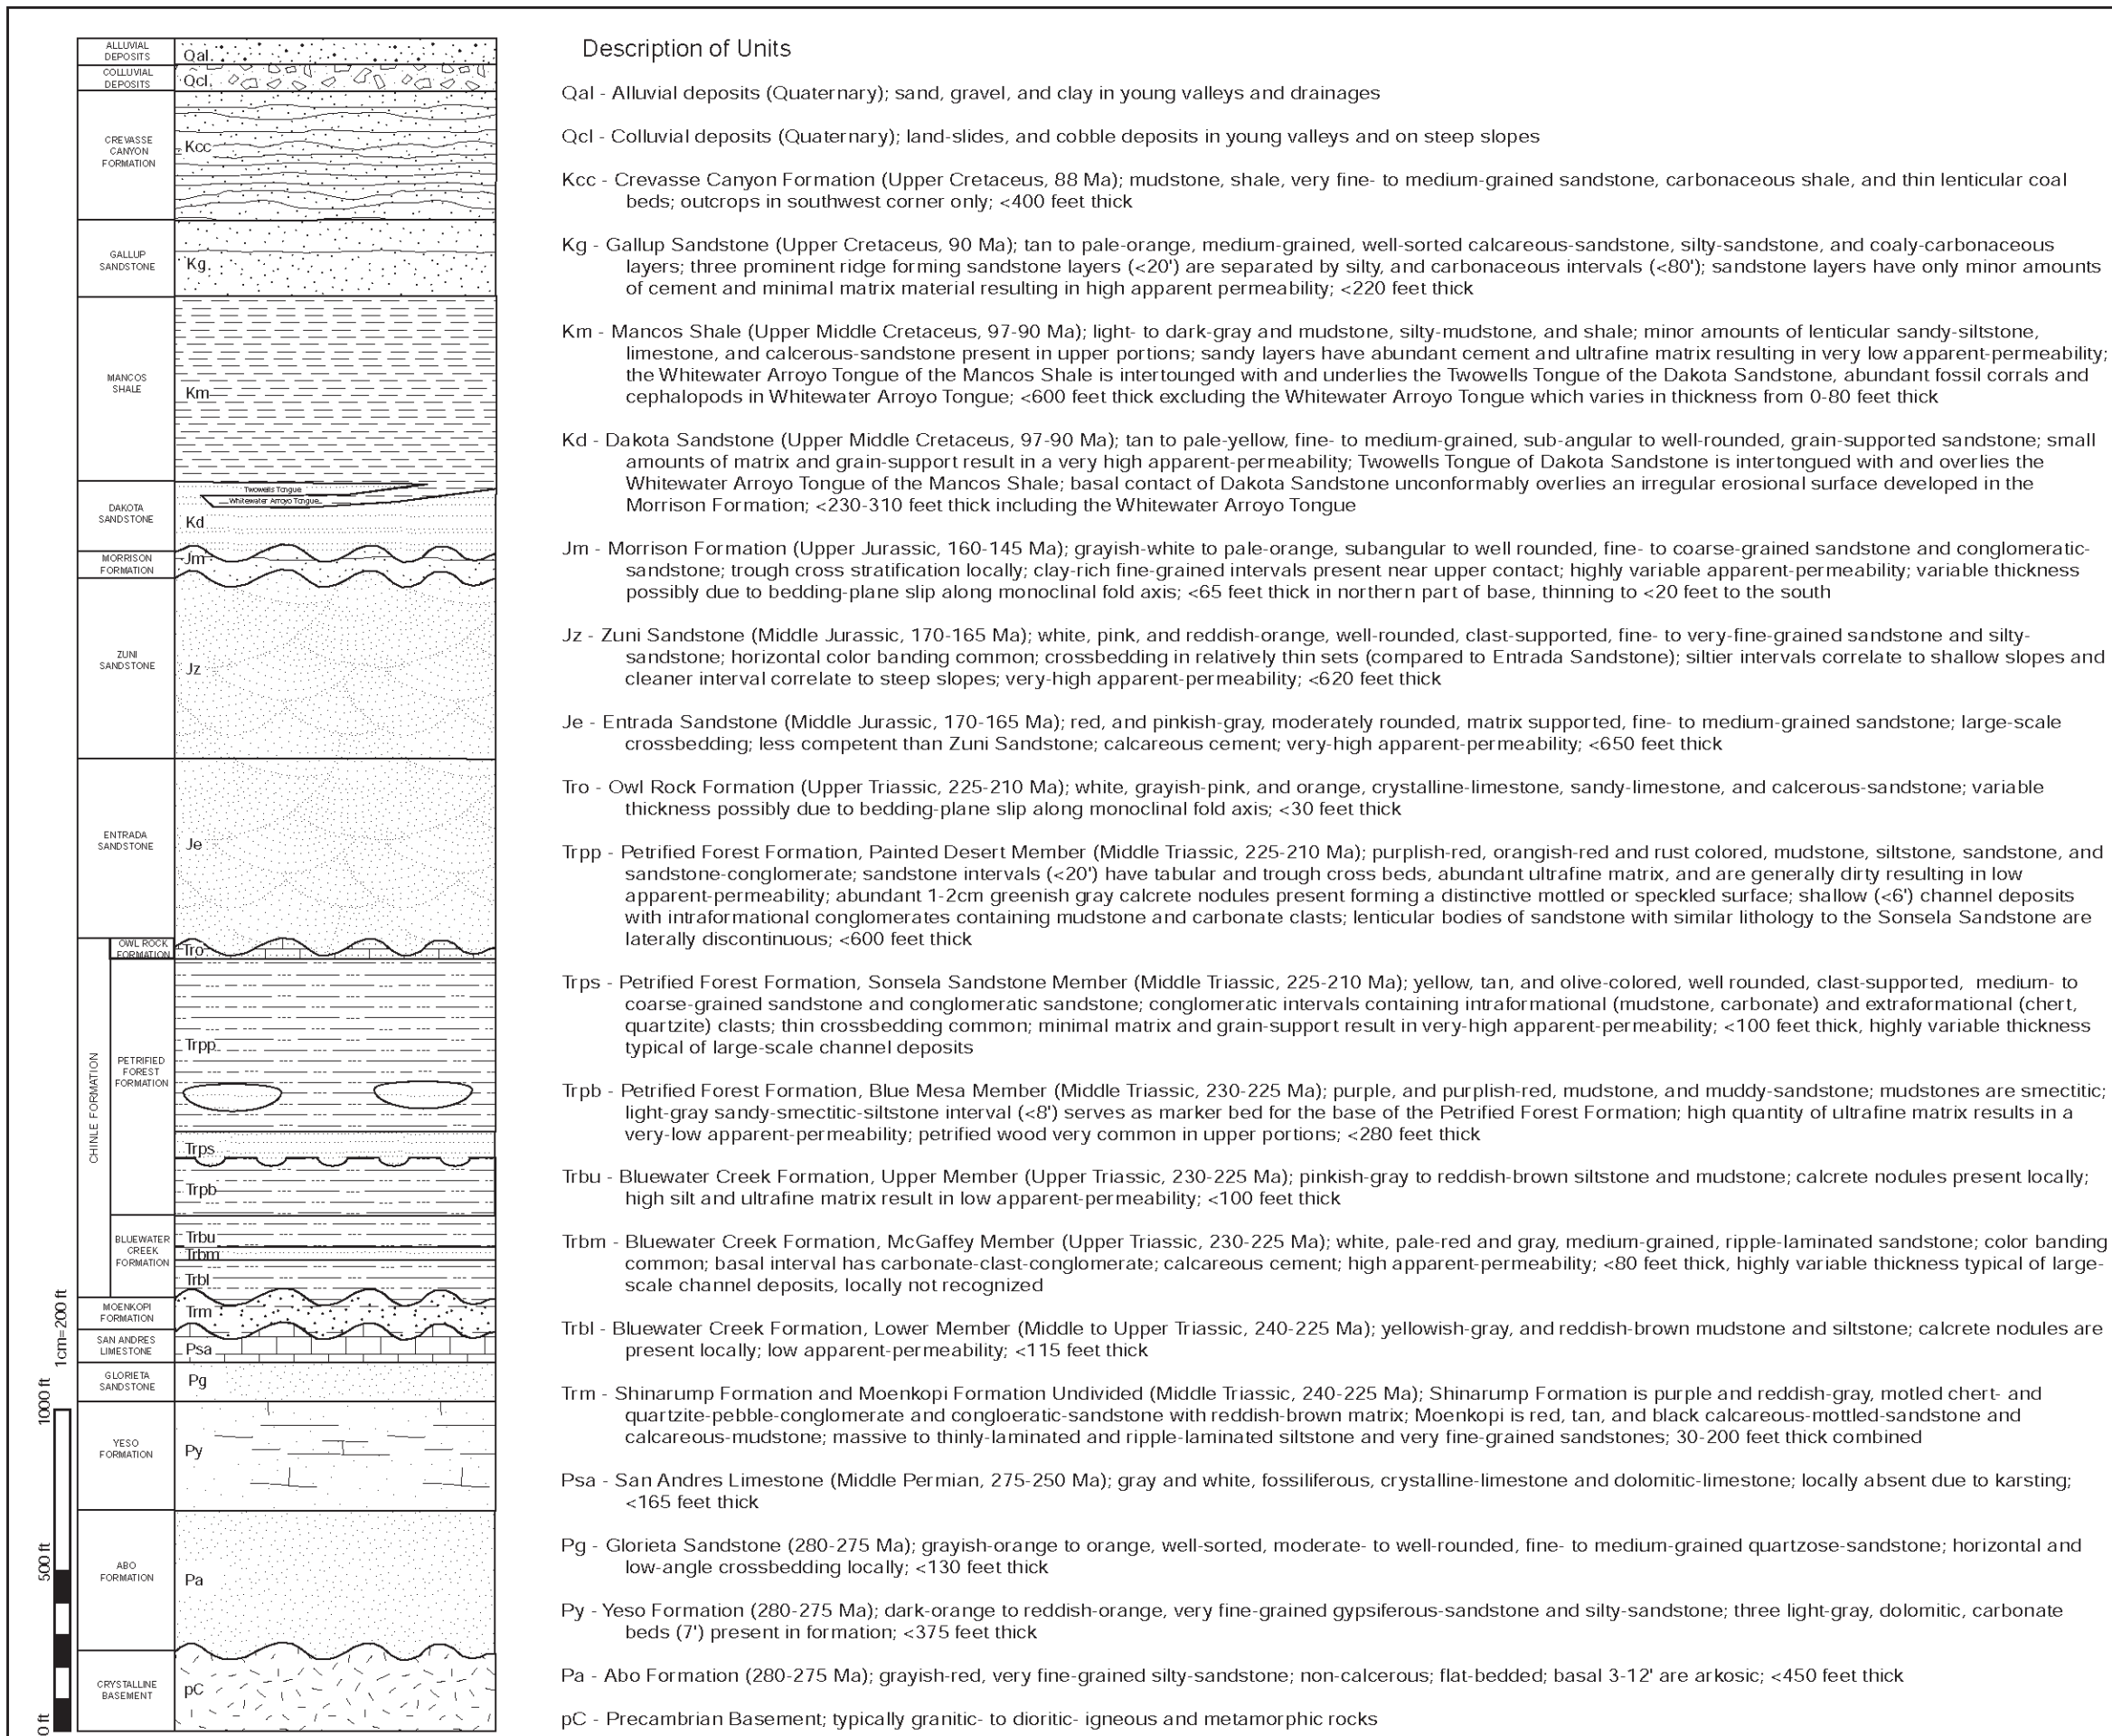 ALLUVIAL
DEPOSITS
Qal
COLLUVIAL
DEPOSITS
Qcl
CREVASSE
CANYON
FORMATION
Kcc
GALLUP
SANDSTONE
Kg
MANCOS
SHALE
Km
Twowells Tongue
Whitewater Arroyo Tongue
DAKOTA
SANDSTONE
Kd
MORRISON
FORMATION
Jm
ZUNI
SANDSTONE
Jz
ENTRADA
SANDSTONE
Je
CHINLE FORMATION
OWL ROCK
FORMATION
Tro
PETRIFIED
FOREST
FORMATION
Trpp
Trps
Trpb
BLUEWATER
CREEK
FORMATION
Trbu
Trbm
Trbl
MOENKOPI
FORMATION
Trm
SAN ANDRES
LIMESTONE
Psa
GLORIETA
SANDSTONE
Pg
YESO
FORMATION
Py
ABO
FORMATION
Pa
CRYSTALLINE
BASEMENT
pC
1cm=200 ft
1000 ft
500 ft
0 ft
Description of Units
Qal - Alluvial deposits (Quaternary); sand, gravel, and clay in young valleys and drainages
Qcl - Colluvial deposits (Quaternary); land-slides, and cobble deposits in young valleys and on steep slopes
Kcc - Crevasse Canyon Formation (Upper Cretaceus, 88 Ma); mudstone, shale, very fine- to medium-grained sandstone, carbonaceous shale, and thin lenticular coal
beds; outcrops in southwest corner only; <400 feet thick
Kg - Gallup Sandstone (Upper Cretaceus, 90 Ma); tan to pale-orange, medium-grained, well-sorted calcareous-sandstone, silty-sandstone, and coaly-carbonaceous
layers; three prominent ridge forming sandstone layers (<20') are separated by silty, and carbonaceous intervals (<80'); sandstone layers have only minor amounts
of cement and minimal matrix material resulting in high apparent permeability; <220 feet thick
Km - Mancos Shale (Upper Middle Cretaceus, 97-90 Ma); light- to dark-gray and mudstone, silty-mudstone, and shale; minor amounts of lenticular sandy-siltstone,
limestone, and calcerous-sandstone present in upper portions; sandy layers have abundant cement and ultrafine matrix resulting in very low apparent-permeability;
the Whitewater Arroyo Tongue of the Mancos Shale is intertounged with and underlies the Twowells Tongue of the Dakota Sandstone, abundant fossil corrals and
cephalopods in Whitewater Arroyo Tongue; <600 feet thick excluding the Whitewater Arroyo Tongue which varies in thickness from 0-80 feet thick
Kd - Dakota Sandstone (Upper Middle Cretaceus, 97-90 Ma); tan to pale-yellow, fine- to medium-grained, sub-angular to well-rounded, grain-supported sandstone; small
amounts of matrix and grain-support result in a very high apparent-permeability; Twowells Tongue of Dakota Sandstone is intertongued with and overlies the
Whitewater Arroyo Tongue of the Mancos Shale; basal contact of Dakota Sandstone unconformably overlies an irregular erosional surface developed in the
Morrison Formation; <230-310 feet thick including the Whitewater Arroyo Tongue
Jm - Morrison Formation (Upper Jurassic, 160-145 Ma); grayish-white to pale-orange, subangular to well rounded, fine- to coarse-grained sandstone and conglomeratic-
sandstone; trough cross stratification locally; clay-rich fine-grained intervals present near upper contact; highly variable apparent-permeability; variable thickness
possibly due to bedding-plane slip along monoclinal fold axis; <65 feet thick in northern part of base, thinning to <20 feet to the south
Jz - Zuni Sandstone (Middle Jurassic, 170-165 Ma); white, pink, and reddish-orange, well-rounded, clast-supported, fine- to very-fine-grained sandstone and silty-
sandstone; horizontal color banding common; crossbedding in relatively thin sets (compared to Entrada Sandstone); siltier intervals correlate to shallow slopes and
cleaner interval correlate to steep slopes; very-high apparent-permeability; <620 feet thick
Je - Entrada Sandstone (Middle Jurassic, 170-165 Ma); red, and pinkish-gray, moderately rounded, matrix supported, fine- to medium-grained sandstone; large-scale
crossbedding; less competent than Zuni Sandstone; calcareous cement; very-high apparent-permeability; <650 feet thick
Tro - Owl Rock Formation (Upper Triassic, 225-210 Ma); white, grayish-pink, and orange, crystalline-limestone, sandy-limestone, and calcerous-sandstone; variable
thickness possibly due to bedding-plane slip along monoclinal fold axis; <30 feet thick
Trpp - Petrified Forest Formation, Painted Desert Member (Middle Triassic, 225-210 Ma); purplish-red, orangish-red and rust colored, mudstone, siltstone, sandstone, and
sandstone-conglomerate; sandstone intervals (<20') have tabular and trough cross beds, abundant ultrafine matrix, and are generally dirty resulting in low
apparent-permeability; abundant 1-2cm greenish gray calcrete nodules present forming a distinctive mottled or speckled surface; shallow (<6') channel deposits
with intraformational conglomerates containing mudstone and carbonate clasts; lenticular bodies of sandstone with similar lithology to the Sonsela Sandstone are
laterally discontinuous; <600 feet thick
Trps - Petrified Forest Formation, Sonsela Sandstone Member (Middle Triassic, 225-210 Ma); yellow, tan, and olive-colored, well rounded, clast-supported, medium- to
coarse-grained sandstone and conglomeratic sandstone; conglomeratic intervals containing intraformational (mudstone, carbonate) and extraformational (chert,
quartzite) clasts; thin crossbedding common; minimal matrix and grain-support result in very-high apparent-permeability; <100 feet thick, highly variable thickness
typical of large-scale channel deposits
Trpb - Petrified Forest Formation, Blue Mesa Member (Middle Triassic, 230-225 Ma); purple, and purplish-red, mudstone, and muddy-sandstone; mudstones are smectitic;
light-gray sandy-smectitic-siltstone interval (<8') serves as marker bed for the base of the Petrified Forest Formation; high quantity of ultrafine matrix results in a
very-low apparent-permeability; petrified wood very common in upper portions; <280 feet thick
Trbu - Bluewater Creek Formation, Upper Member (Upper Triassic, 230-225 Ma); pinkish-gray to reddish-brown siltstone and mudstone; calcrete nodules present locally;
high silt and ultrafine matrix result in low apparent-permeability; <100 feet thick
Trbm - Bluewater Creek Formation, McGaffey Member (Upper Triassic, 230-225 Ma); white, pale-red and gray, medium-grained, ripple-laminated sandstone; color banding
common; basal interval has carbonate-clast-conglomerate; calcareous cement; high apparent-permeability; <80 feet thick, highly variable thickness typical of large-
scale channel deposits, locally not recognized
Trbl - Bluewater Creek Formation, Lower Member (Middle to Upper Triassic, 240-225 Ma); yellowish-gray, and reddish-brown mudstone and siltstone; calcrete nodules are
present locally; low apparent-permeability; <115 feet thick
Trm - Shinarump Formation and Moenkopi Formation Undivided (Middle Triassic, 240-225 Ma); Shinarump Formation is purple and reddish-gray, motled chert- and
quartzite-pebble-conglomerate and congloeratic-sandstone with reddish-brown matrix; Moenkopi is red, tan, and black calcareous-mottled-sandstone and
calcareous-mudstone; massive to thinly-laminated and ripple-laminated siltstone and very fine-grained sandstones; 30-200 feet thick combined
Psa - San Andres Limestone (Middle Permian, 275-250 Ma); gray and white, fossiliferous, crystalline-limestone and dolomitic-limestone; locally absent due to karsting;
<165 feet thick
Pg - Glorieta Sandstone (280-275 Ma); grayish-orange to orange, well-sorted, moderate- to well-rounded, fine- to medium-grained quartzose-sandstone; horizontal and
low-angle crossbedding locally; <130 feet thick
Py - Yeso Formation (280-275 Ma); dark-orange to reddish-orange, very fine-grained gypsiferous-sandstone and silty-sandstone; three light-gray, dolomitic, carbonate
beds (7') present in formation; <375 feet thick
Pa - Abo Formation (280-275 Ma); grayish-red, very fine-grained silty-sandstone; non-calcerous; flat-bedded; basal 3-12' are arkosic; <450 feet thick
pC - Precambrian Basement; typically granitic- to dioritic- igneous and metamorphic rocks